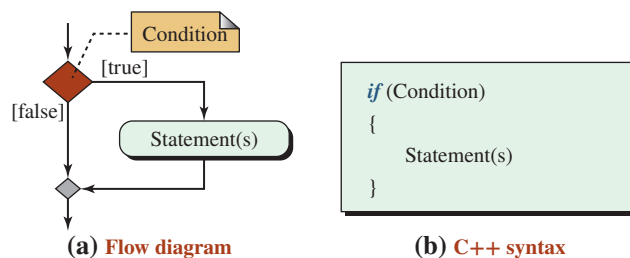 Condition
[true]
[false]
Statement(s)
(a) Flow diagram
if (Condition)
{
Statement(s)
}
(b) C++ syntax